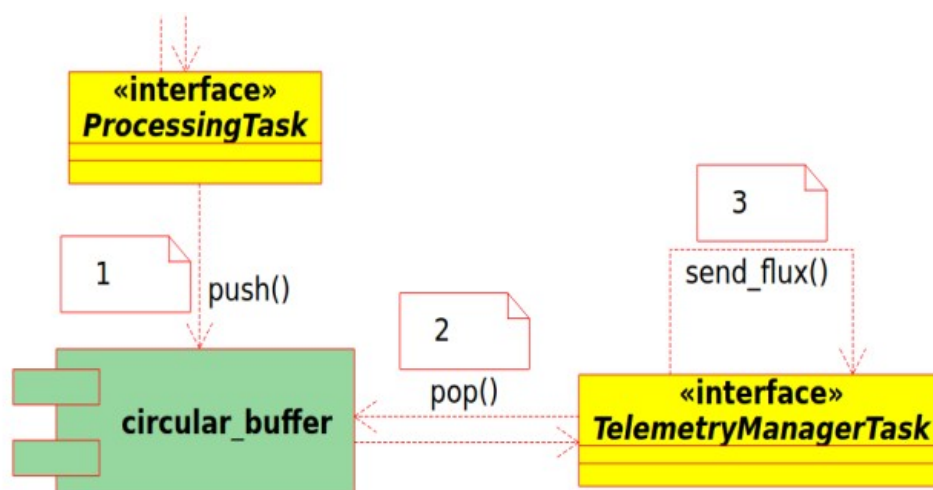 «interface»
ProcessingTask
1
push()
3
send_flux()
2
pop()
circular_buffer
«interface»
TelemetryManagerTask